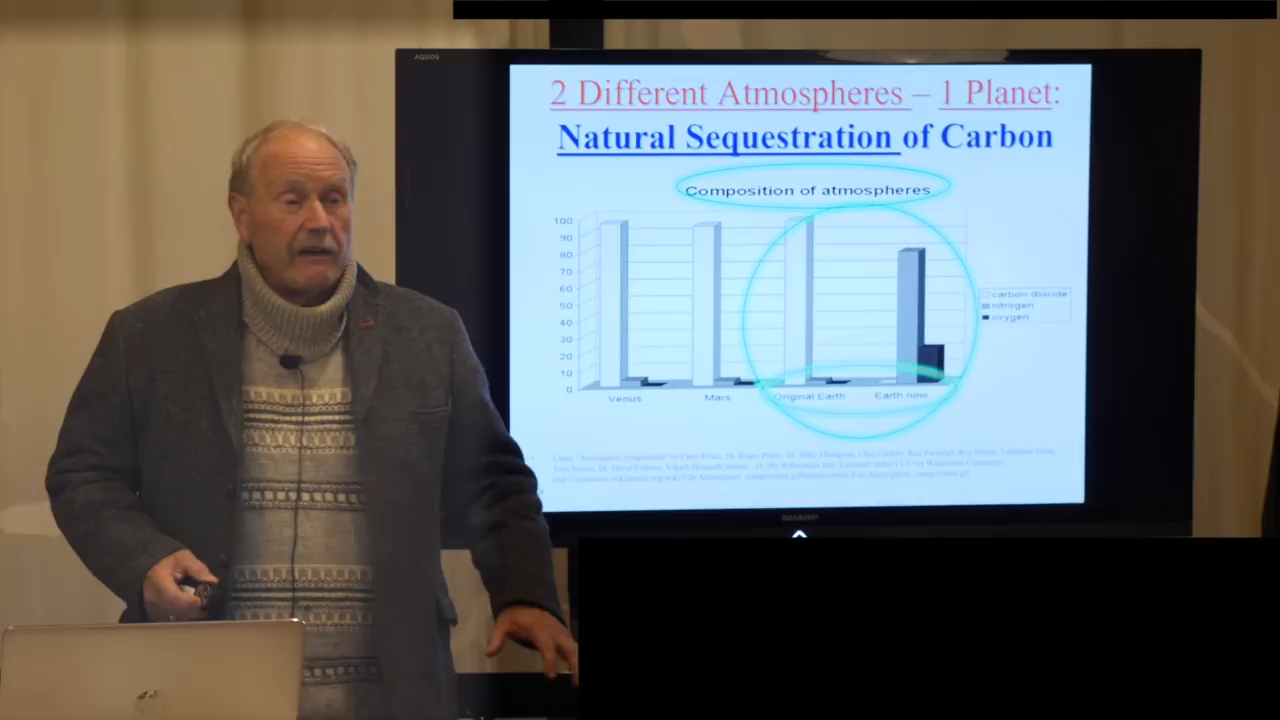 AQUOS
2 Different Atmospheres – 1 Planet:
Natural Sequestration of Carbon
Composition of atmospheres
100
90
80
70
60
50
40
30
20
10
0
carbon dioxide
nitrogen
oxygen
Venus
Mars
Original Earth
Earth now
SHARP